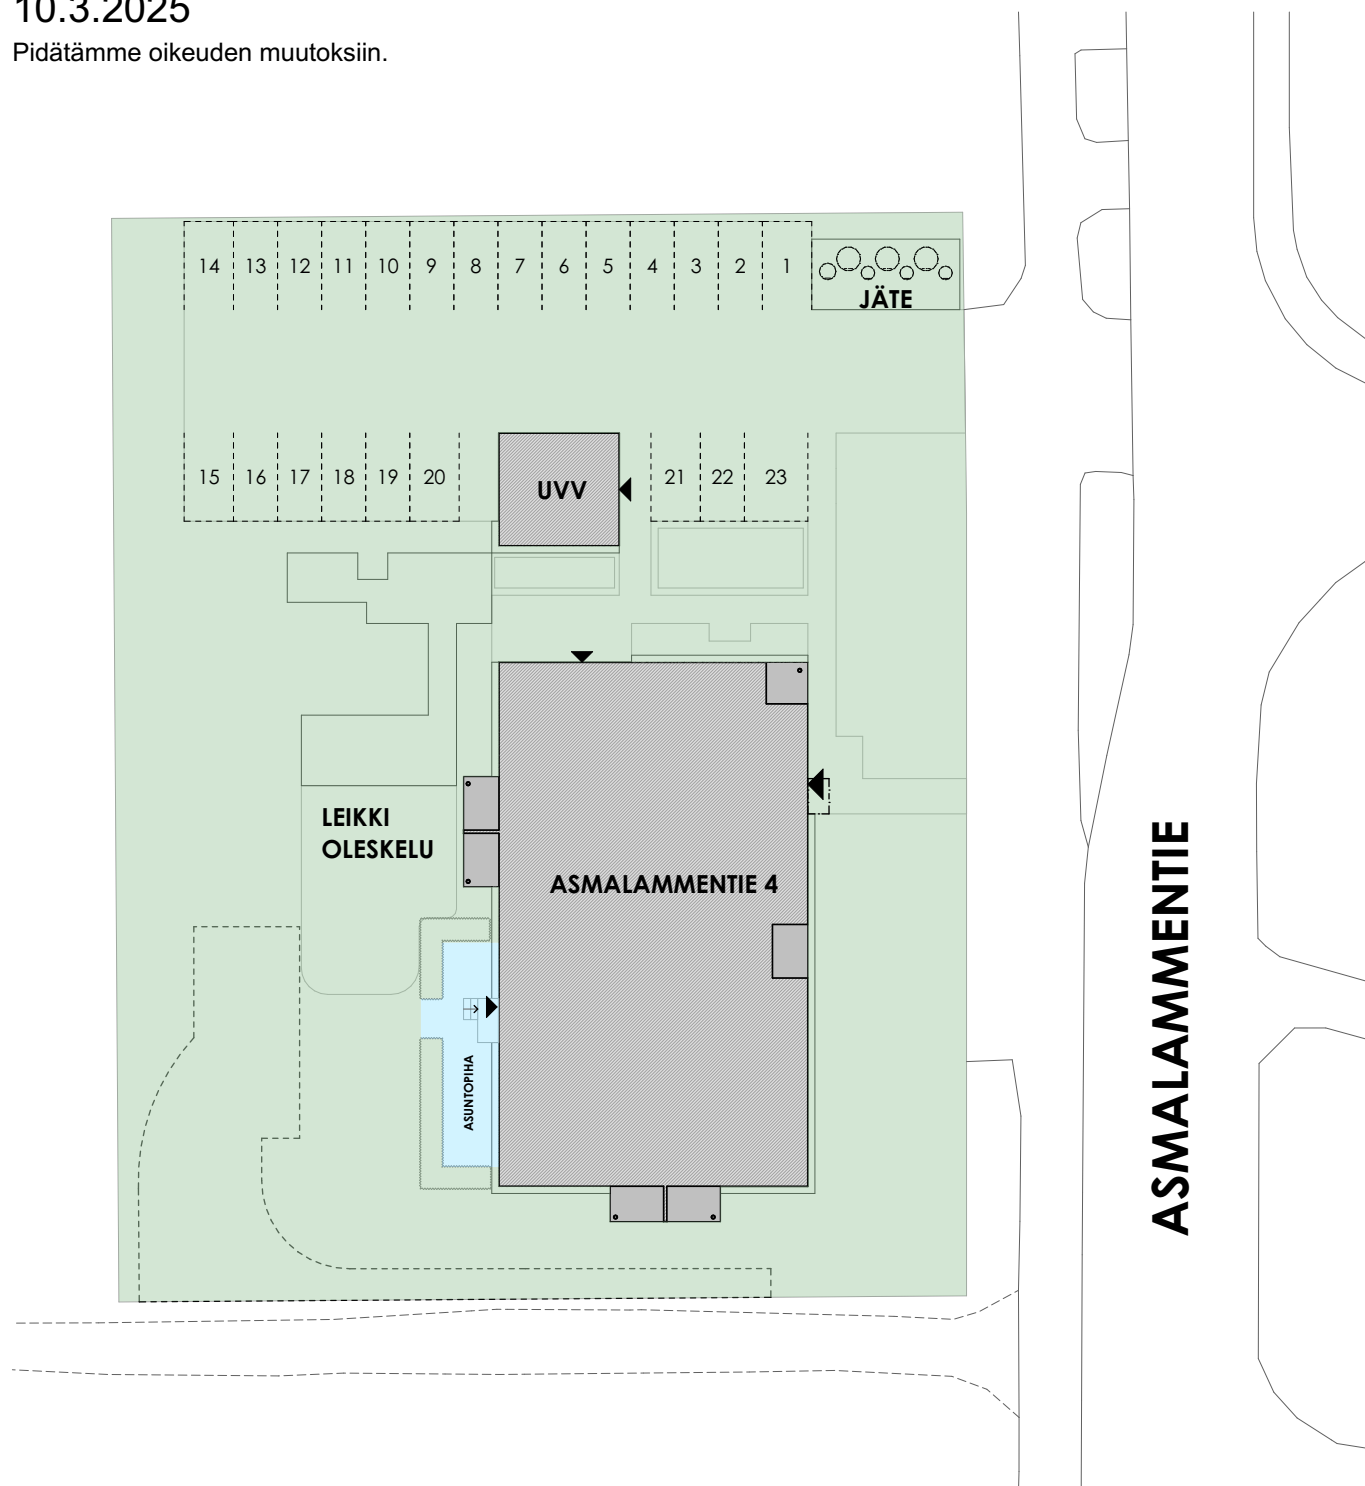 10.3.2025
Pidätämme oikeuden muutoksiin.
14 13 12 11 10 9 8 7 6 5 4 3 2 1
JÄTE
15 16 17 18 19 20
UVV
21 22 23
LEIKKI
OLESKELU
ASMALAMMENTIE 4
ASUNTOPIHA
ASMALAMMENTIE